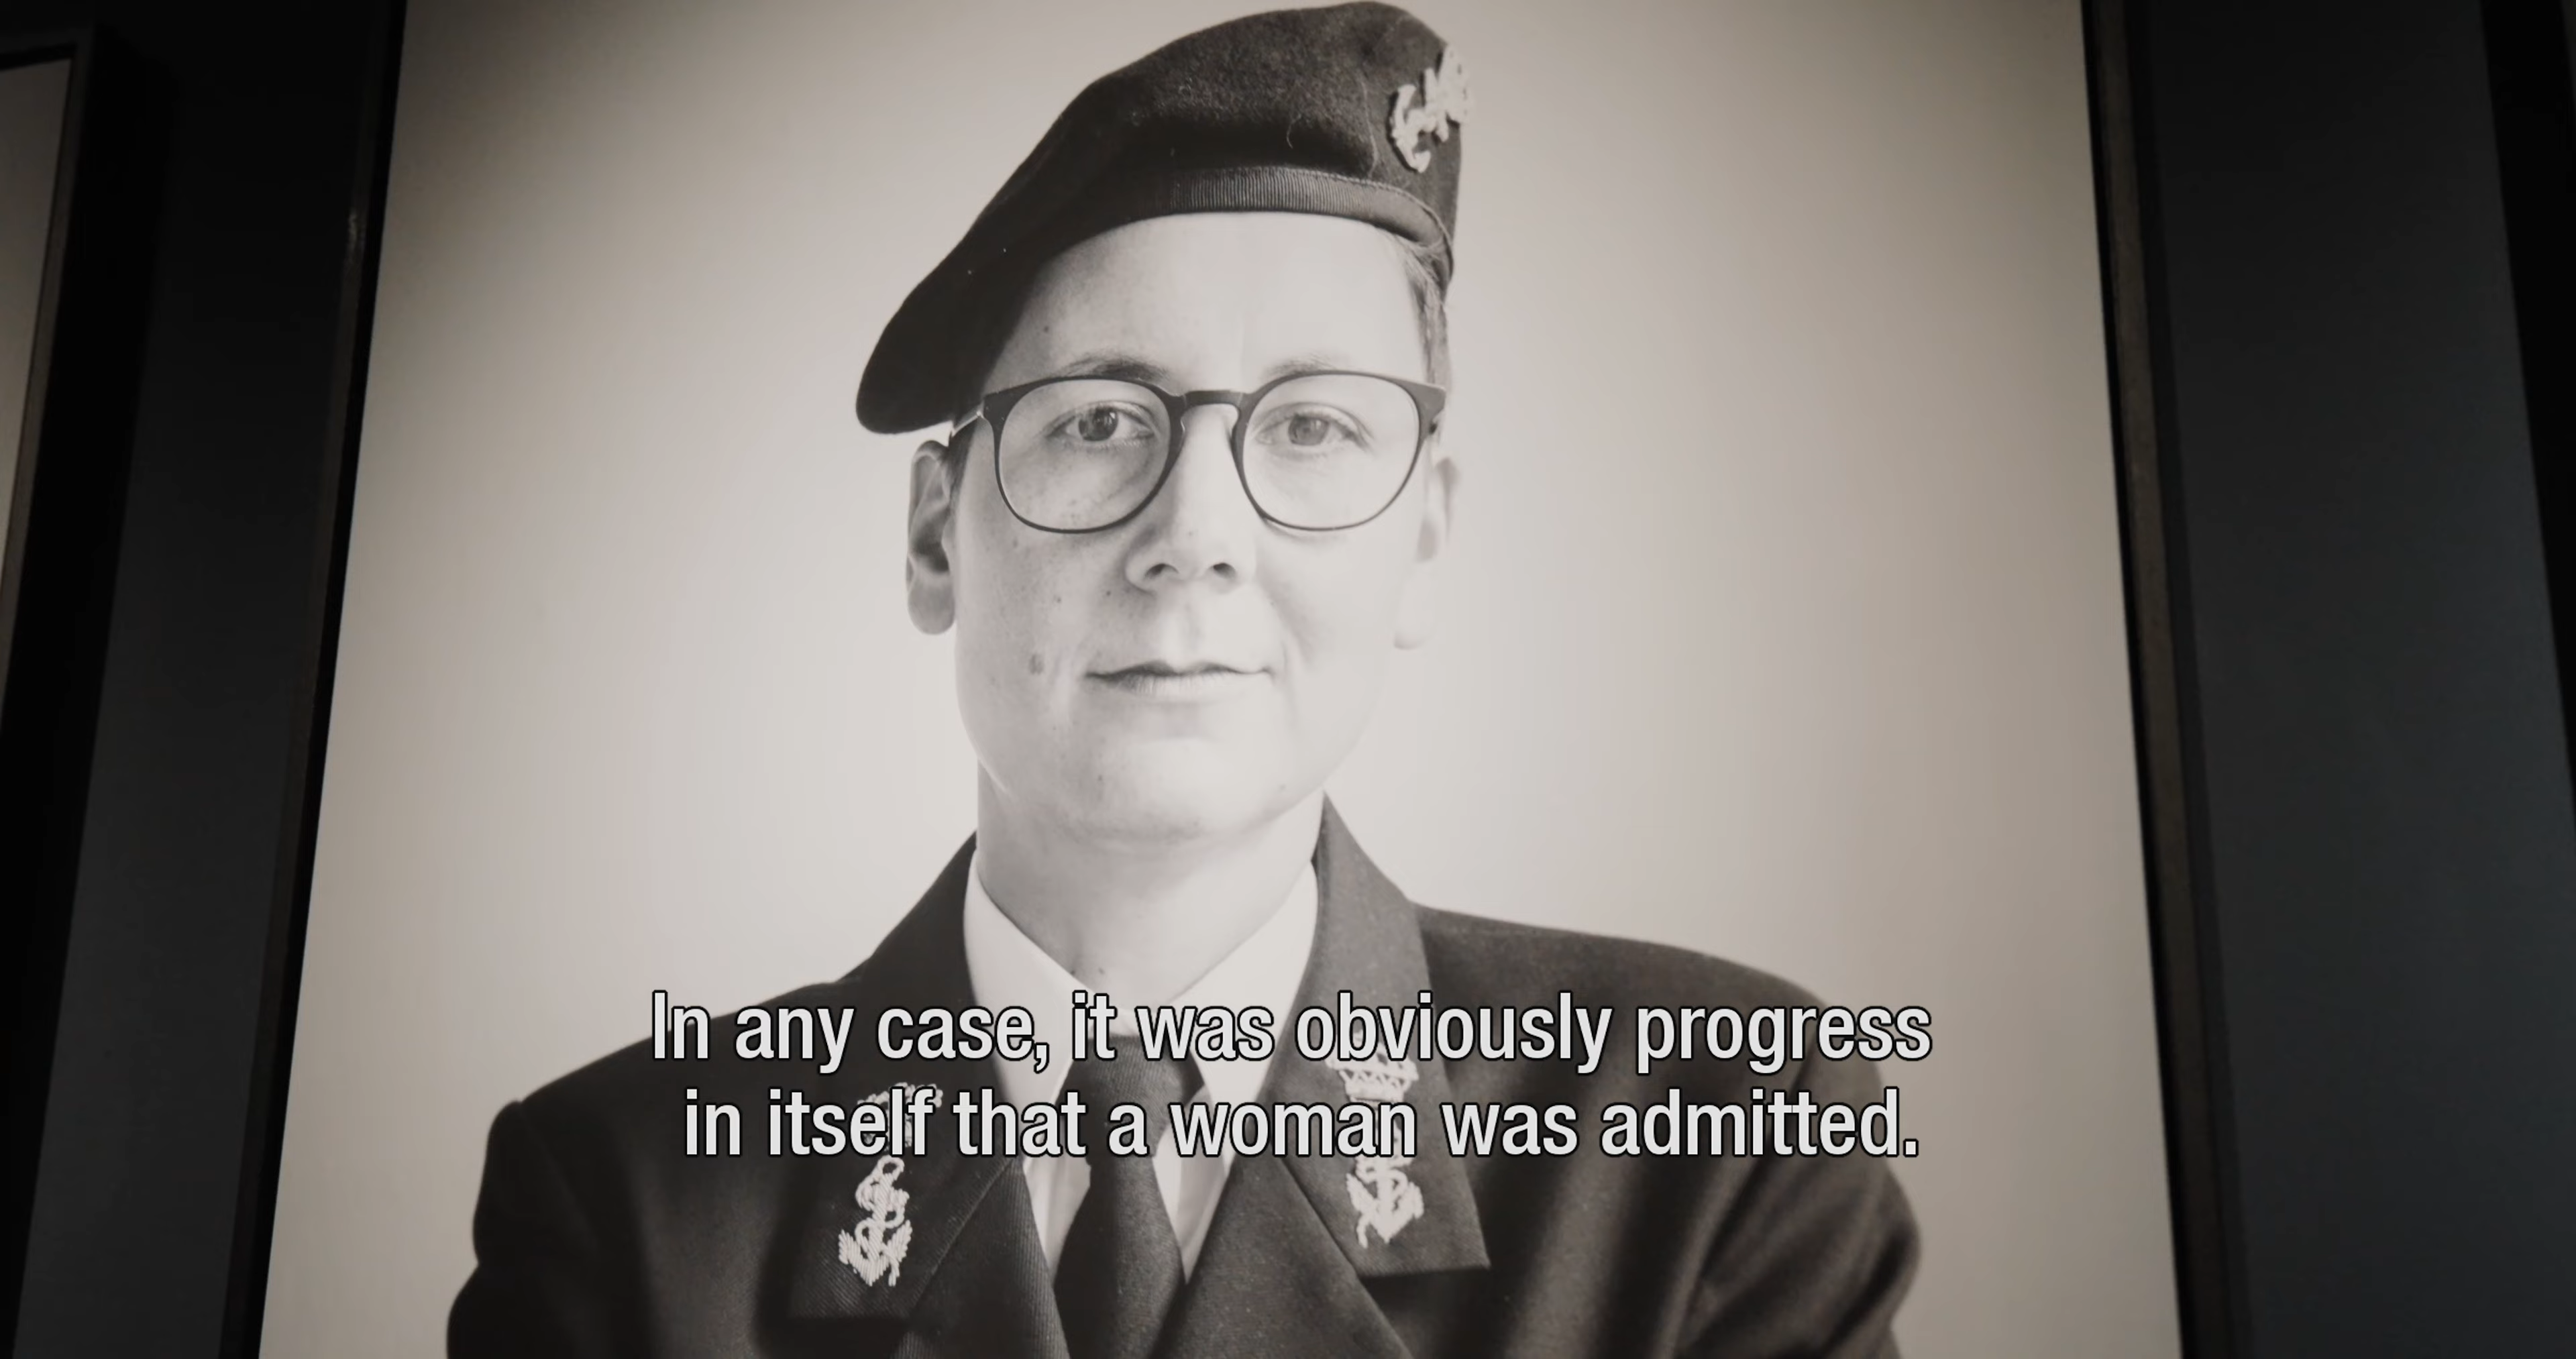 In any case, it was obviously progress
in itself that a woman was admitted.